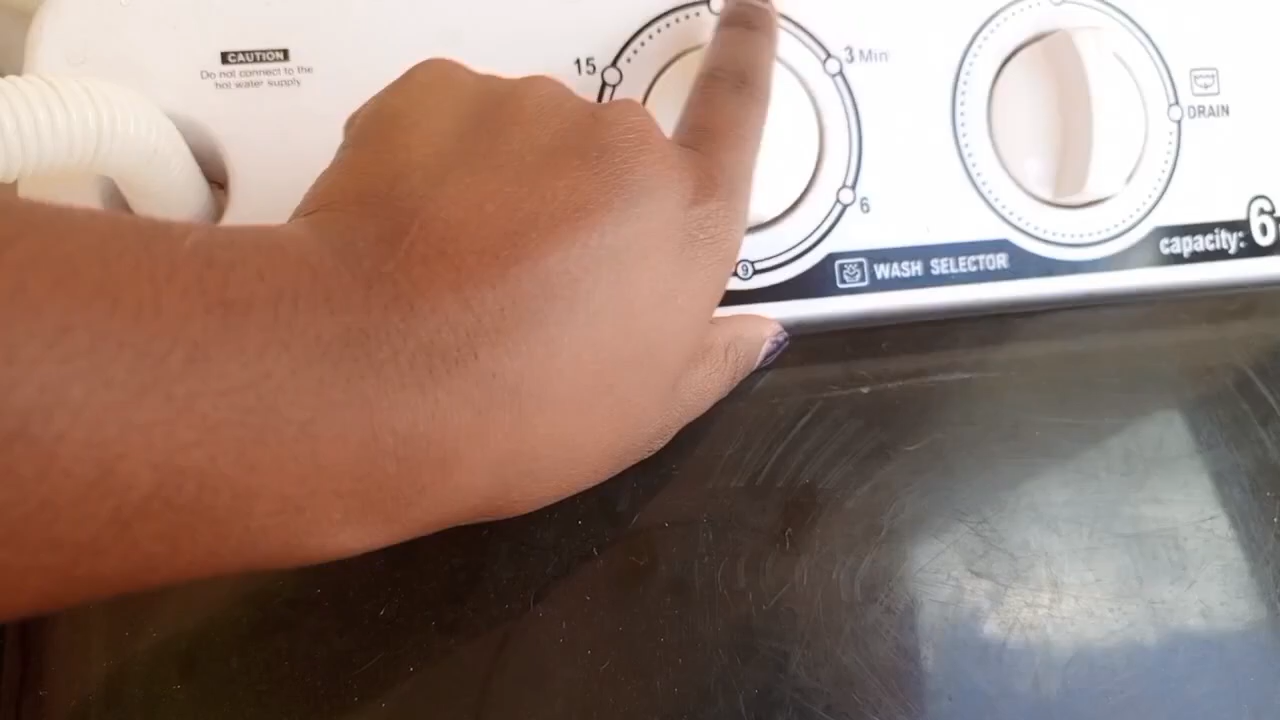 CAUTION
Do not connect to the
hot water supply.
15
3 Min
6
9
DRAIN
WASH SELECTOR
capacity: 6